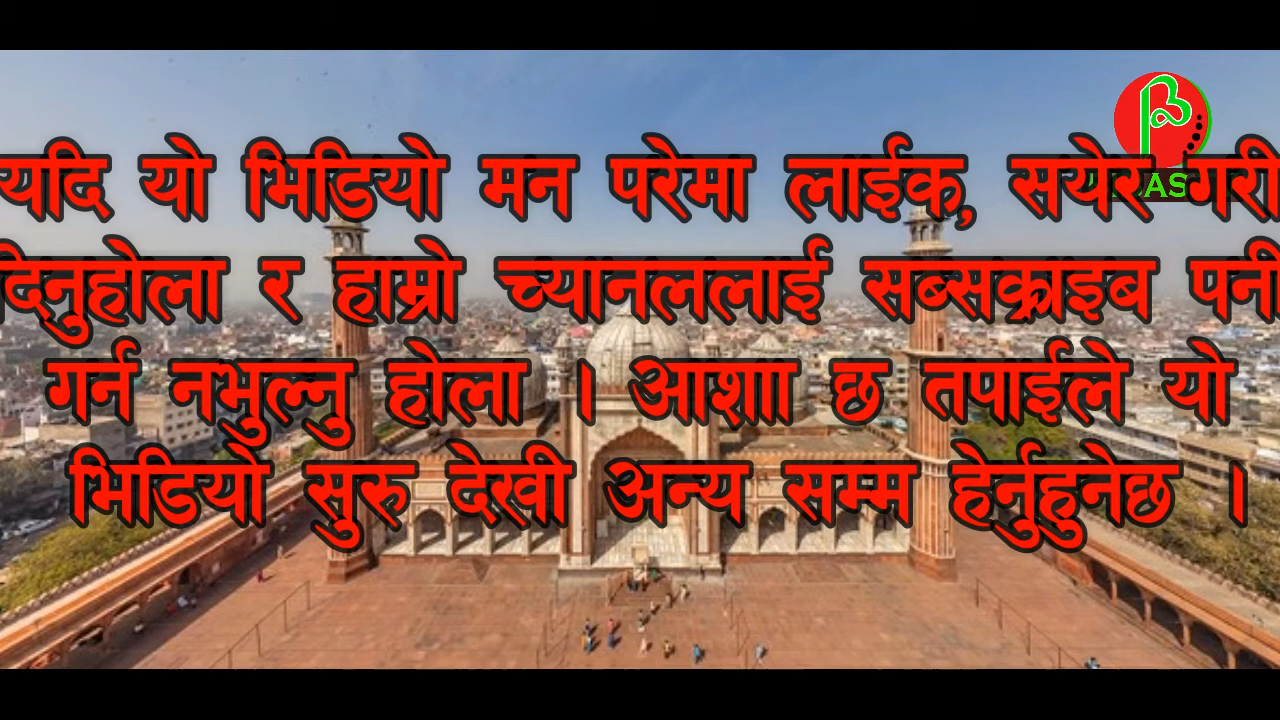 यदि यो भिडियो मन परेमा लाईक, सयेर गरी
दिनुहोला र हाम्रो च्यानललाई सब्सक्राइब पनी
गर्न नभुल्नु होला । आशाा छ तपाईले यो
भिडियो सुरु देखी अन्य सम्म हेर्नुहुनेछ ।